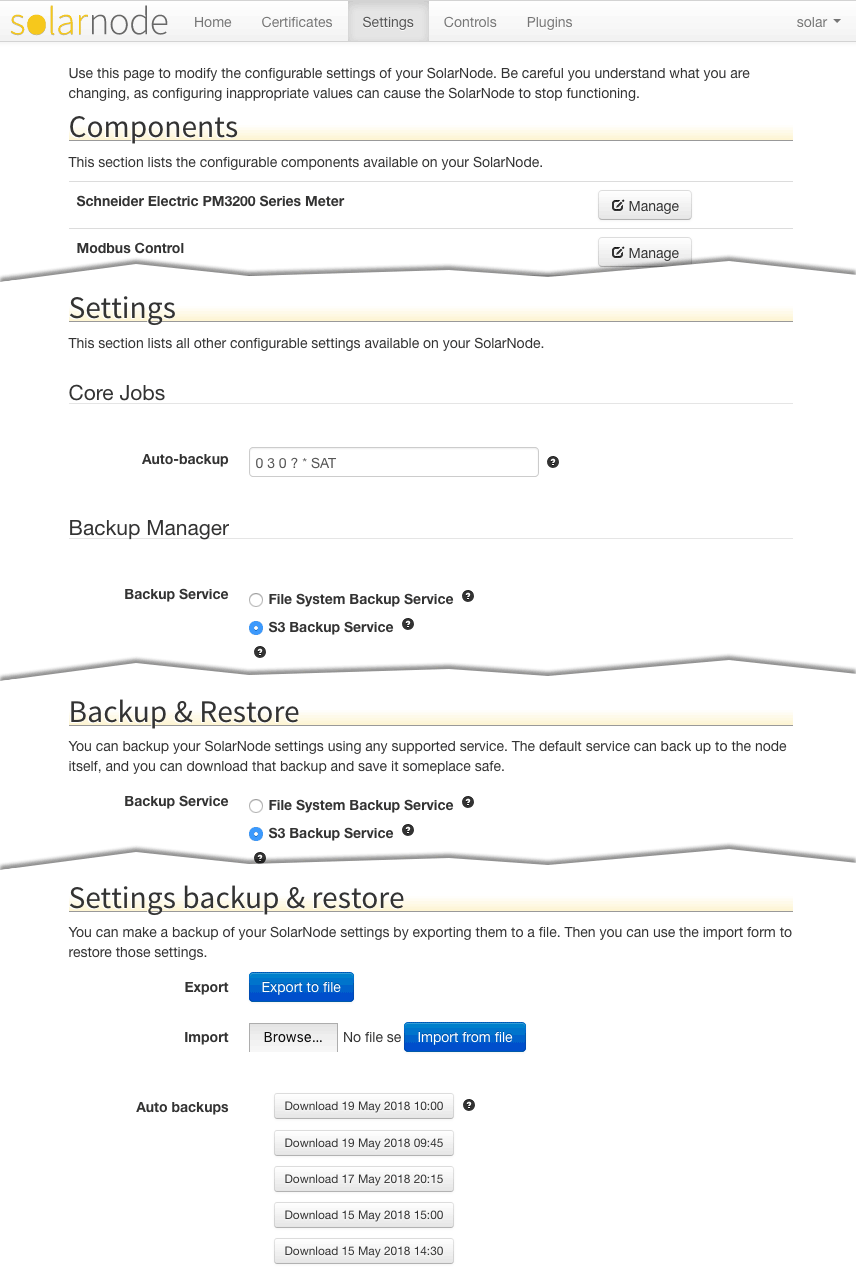 solarnode Home Certificates Settings Controls Plugins solar
Use this page to modify the configurable settings of your SolarNode. Be careful you understand what you are
changing, as configuring inappropriate values can cause the SolarNode to stop functioning.
Components
This section lists the configurable components available on your SolarNode.
Schneider Electric PM3200 Series Meter Manage
Modbus Control Manage
Settings
This section lists all other configurable settings available on your SolarNode.
Core Jobs
Auto-backup 0 3 0 ? * SAT ?
Backup Manager
Backup Service File System Backup Service ?
S3 Backup Service ?
?
Backup & Restore
You can backup your SolarNode settings using any supported service. The default service can back up to the node
itself, and you can download that backup and save it someplace safe.
Backup Service File System Backup Service ?
S3 Backup Service ?
?
Settings backup & restore
You can make a backup of your SolarNode settings by exporting them to a file. Then you can use the import form to
restore those settings.
Export Export to file
Import Browse... No file se Import from file
Auto backups Download 19 May 2018 10:00 ?
Download 19 May 2018 09:45
Download 17 May 2018 20:15
Download 15 May 2018 15:00
Download 15 May 2018 14:30